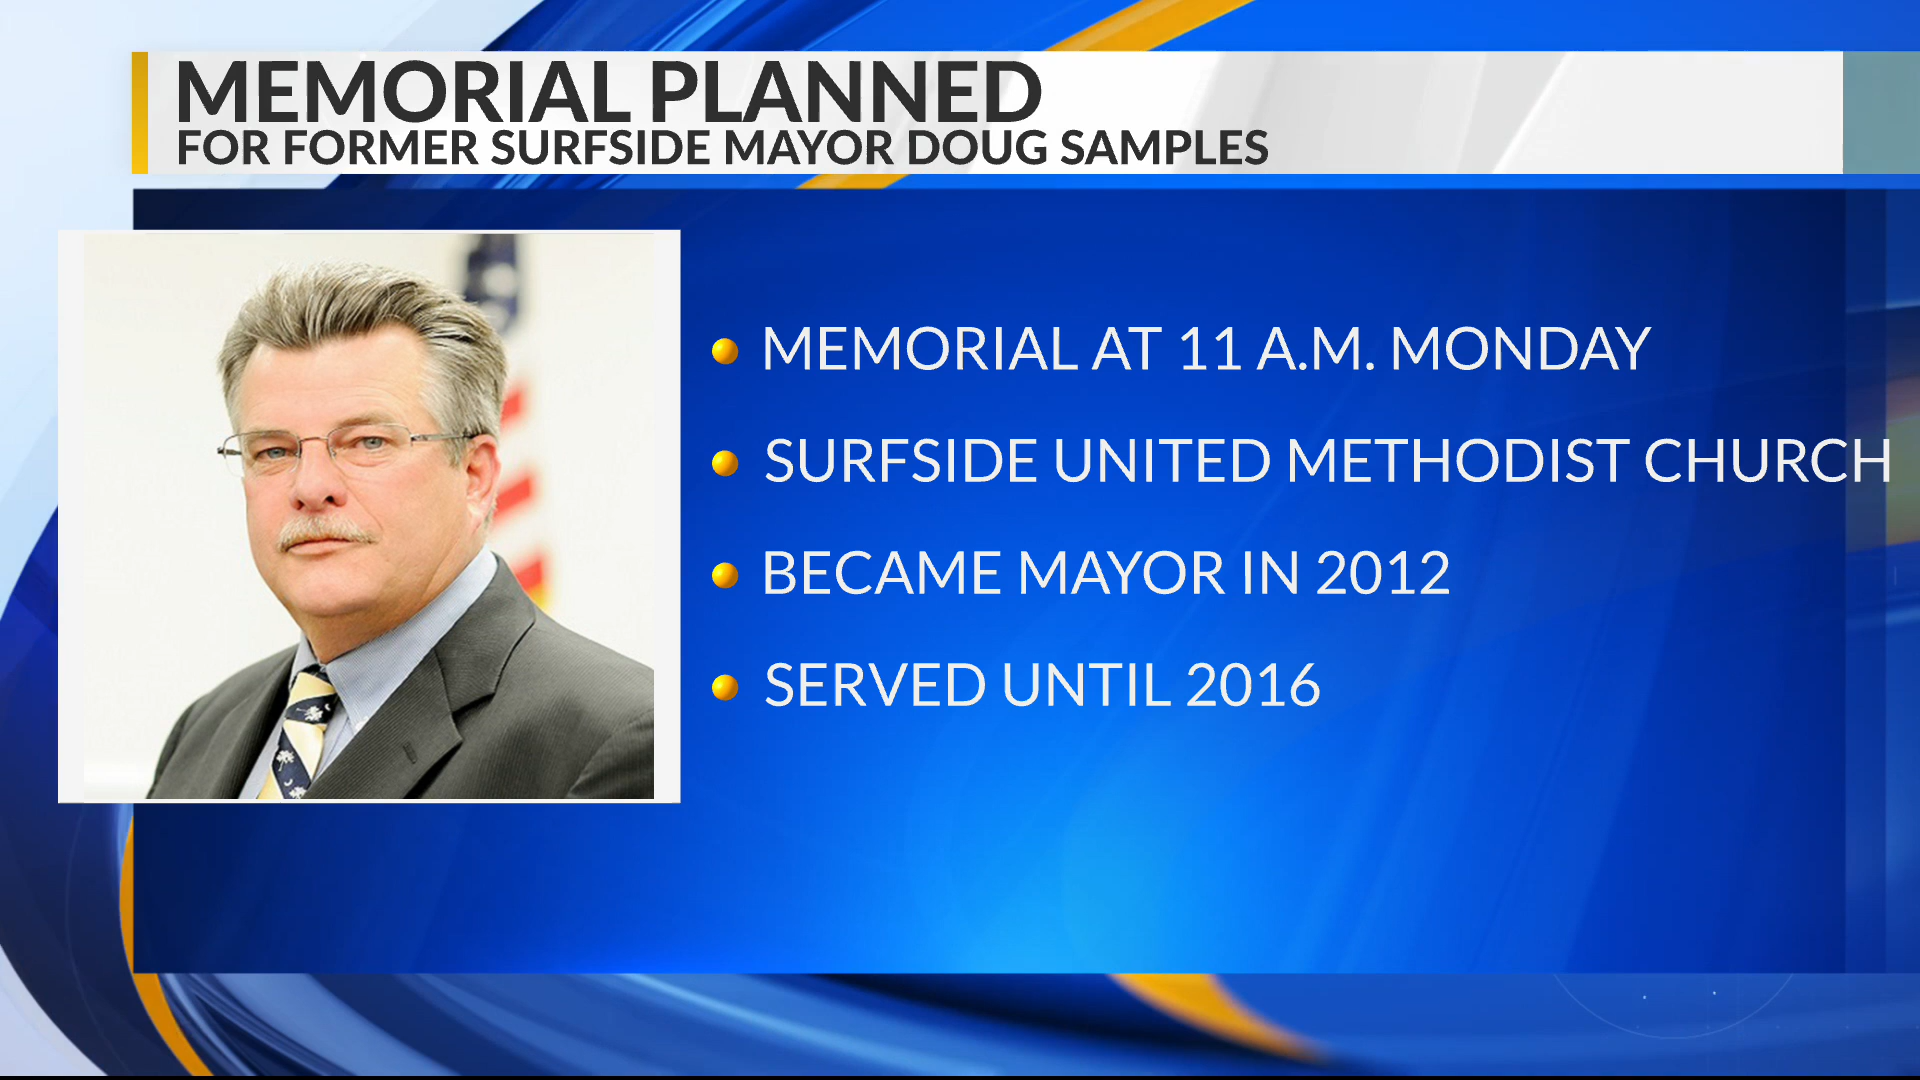 MEMORIAL PLANNED
FOR FORMER SURFSIDE MAYOR DOUG SAMPLES
MEMORIAL AT 11 A.M. MONDAY
SURFSIDE UNITED METHODIST CHURCH
BECAME MAYOR IN 2012
SERVED UNTIL 2016